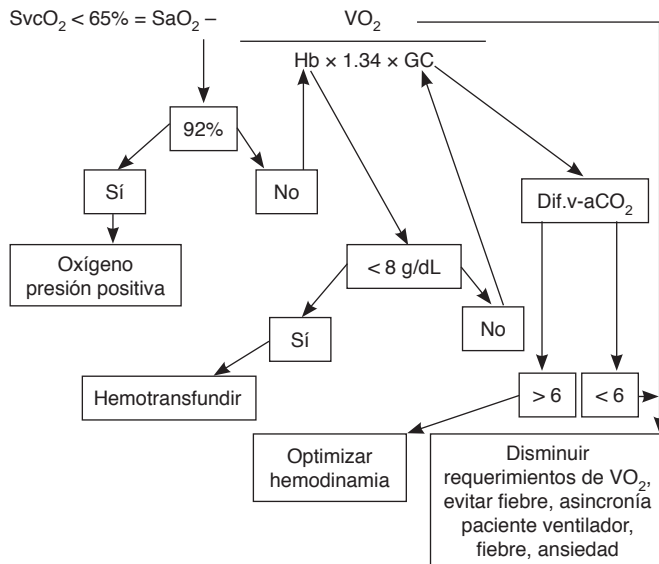 SvcO₂ < 65% = SaO₂ – VO₂
Hb × 1.34 × GC
92%
Sí
No
Dif.v-aCO₂
Oxígeno
presión positiva
< 8 g/dL
Sí
No
Hemotransfundir
> 6
< 6
Optimizar
hemodinamia
Disminuir
requerimientos de VO₂,
evitar fiebre, asincronía
paciente ventilador,
fiebre, ansiedad